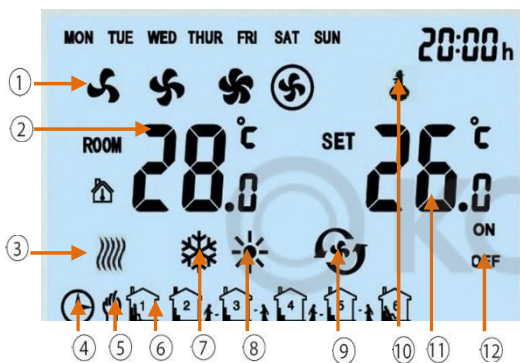 MON TUE WED THUR FRI SAT SUN 20:00 h
①
② ROOM 28.0 °C SET 26.0 °C
③ ON
OFF
1 2 3 4 5 6
④ ⑤ ⑥ ⑦ ⑧ ⑨ ⑩ ⑪ ⑫